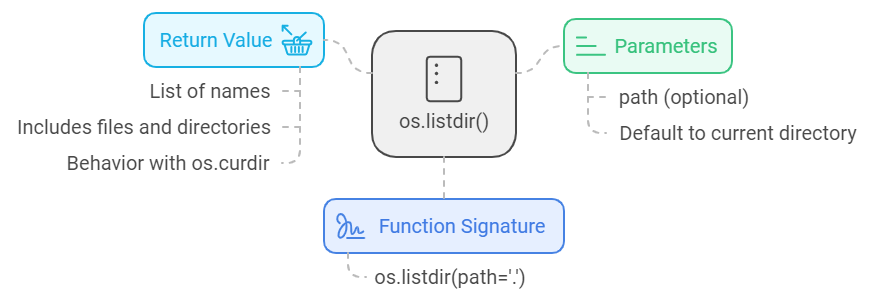 Return Value
List of names
Includes files and directories
Behavior with os.curdir
os.listdir()
Parameters
path (optional)
Default to current directory
Function Signature
os.listdir(path='.')